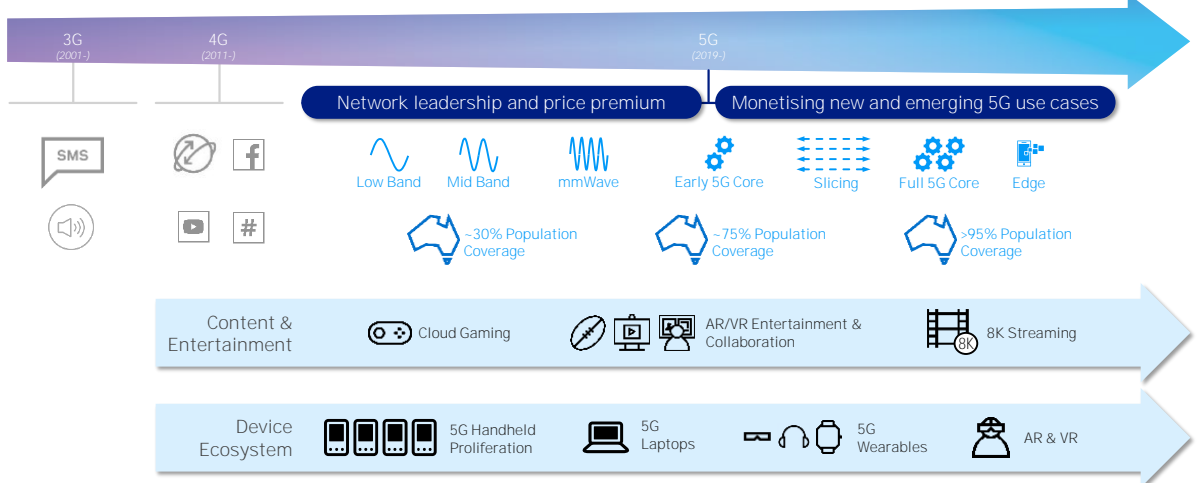 3G
(2001-)
4G
(2011-)
5G
(2019-)
Network leadership and price premium
Monetising new and emerging 5G use cases
SMS
#
Low Band
Mid Band
mmWave
Early 5G Core
Slicing
Full 5G Core
Edge
~30% Population
Coverage
~75% Population
Coverage
>95% Population
Coverage
Content &
Entertainment
Cloud Gaming
AR/VR Entertainment &
Collaboration
8K
8K Streaming
Device
Ecosystem
5G Handheld
Proliferation
5G
Laptops
5G
Wearables
AR & VR